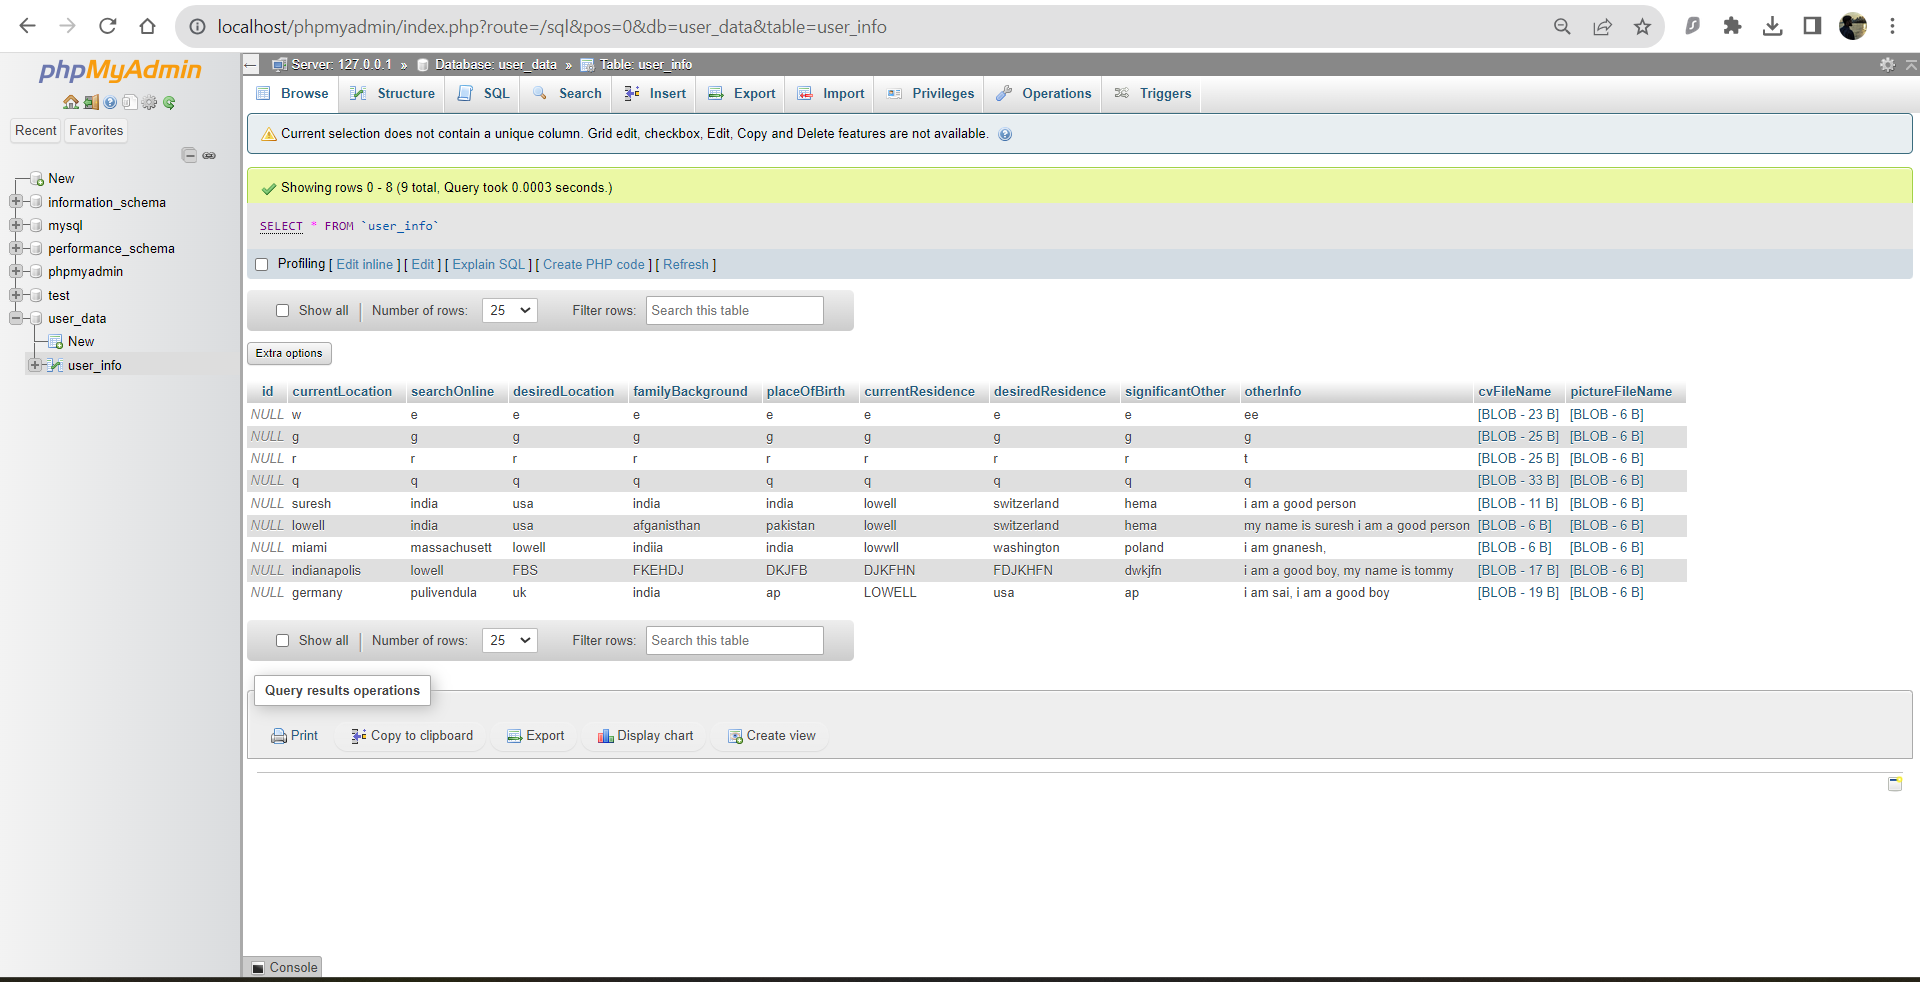 localhost/phpmyadmin/index.php?route=/sql&pos=0&db=user_data&table=user_info
phpMyAdmin
Recent Favorites
New
information_schema
mysql
performance_schema
phpmyadmin
test
user_data
New
user_info
Server: 127.0.0.1 » Database: user_data » Table: user_info
Browse Structure SQL Search Insert Export Import Privileges Operations Triggers
Current selection does not contain a unique column. Grid edit, checkbox, Edit, Copy and Delete features are not available.
Showing rows 0 - 8 (9 total, Query took 0.0003 seconds.)
SELECT * FROM `user_info`
Profiling [ Edit inline ] [ Edit ] [ Explain SQL ] [ Create PHP code ] [ Refresh ]
Show all Number of rows: 25 Filter rows: Search this table
Extra options
id currentLocation searchOnline desiredLocation familyBackground placeOfBirth currentResidence desiredResidence significantOther otherInfo cvFileName pictureFileName
NULL w e e e e e e e ee [BLOB - 23 B] [BLOB - 6 B]
NULL g g g g g g g g g [BLOB - 25 B] [BLOB - 6 B]
NULL r r r r r r r r t [BLOB - 25 B] [BLOB - 6 B]
NULL q q q q q q q q q [BLOB - 33 B] [BLOB - 6 B]
NULL suresh india usa india india lowell switzerland hema i am a good person [BLOB - 11 B] [BLOB - 6 B]
NULL lowell india usa afganisthan pakistan lowell switzerland hema my name is suresh i am a good person [BLOB - 6 B] [BLOB - 6 B]
NULL miami massachusett lowell indiia india lowwll washington poland i am gnanesh, [BLOB - 6 B] [BLOB - 6 B]
NULL indianapolis lowell FBS FKEHDJ DKJFB DJKFHN FDJKHFN dwkjfn i am a good boy, my name is tommy [BLOB - 17 B] [BLOB - 6 B]
NULL germany pulivendula uk india ap LOWELL usa ap i am sai, i am a good boy [BLOB - 19 B] [BLOB - 6 B]
Show all Number of rows: 25 Filter rows: Search this table
Query results operations
Print Copy to clipboard Export Display chart Create view
Console